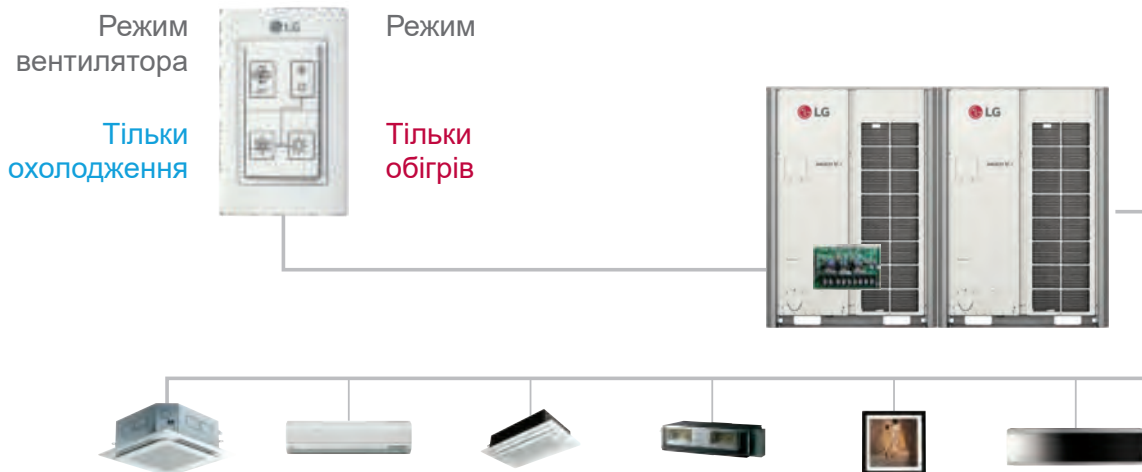 Режим
вентилятора
LG
Режим
Тільки
охолодження
Тільки
обігрів
LG
LG